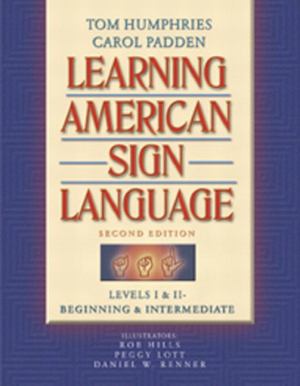 TOM HUMPHRIES
CAROL PADDEN
LEARNING
AMERICAN
SIGN
LANGUAGE
SECOND EDITION
LEVELS I & II-
BEGINNING & INTERMEDIATE
ILLUSTRATORS:
ROB HILLS
PEGGY LOTT
DANIEL W. RENNER